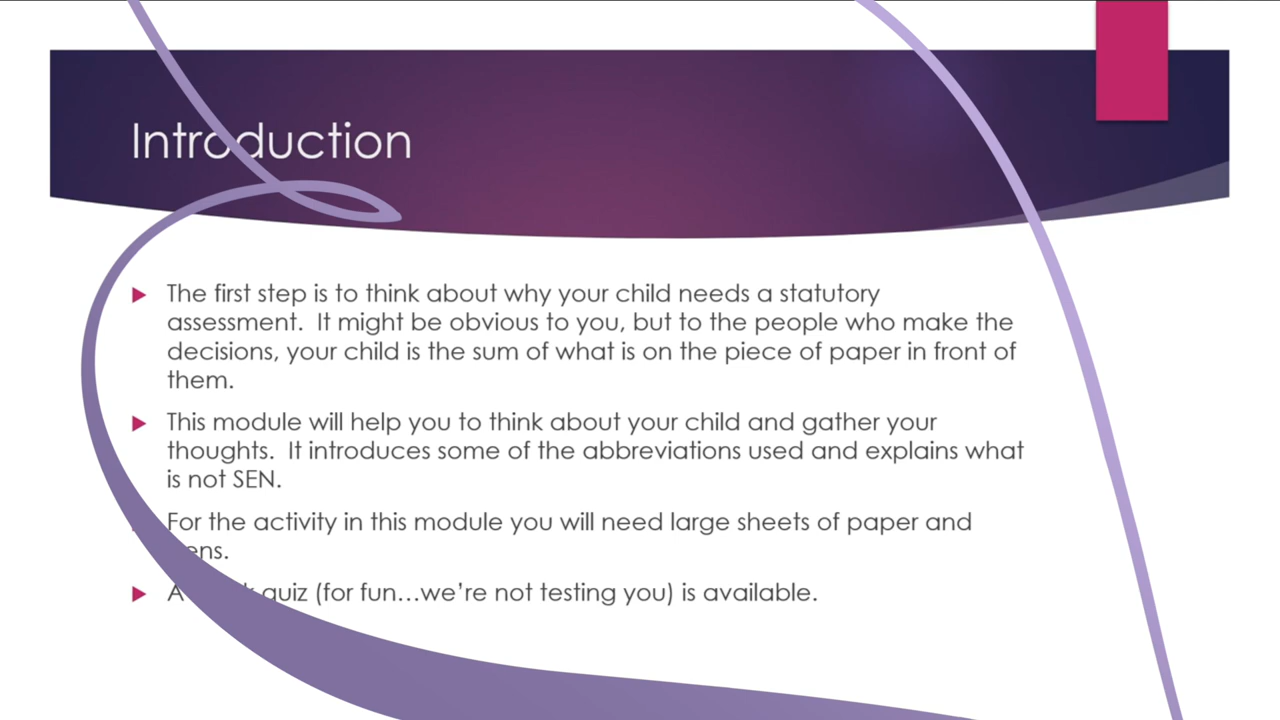 Introduction
The first step is to think about why your child needs a statutory
assessment.  It might be obvious to you, but to the people who make the
decisions, your child is the sum of what is on the piece of paper in front of
them.
This module will help you to think about your child and gather your
thoughts.  It introduces some of the abbreviations used and explains what
is not SEN.
For the activity in this module you will need large sheets of paper and
A quiz (for fun…we’re not testing you) is available.